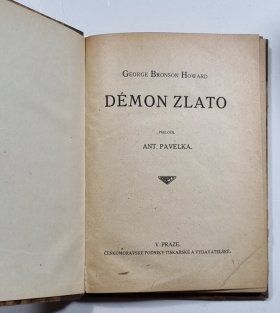 George Bronson Howard
DÉMON ZLATO
PŘELOŽIL
ANT. PAVELKA.
V PRAZE.
ČESKOMORAVSKÉ PODNIKY TISKAŘSKÉ A VYDAVATELSKÉ.